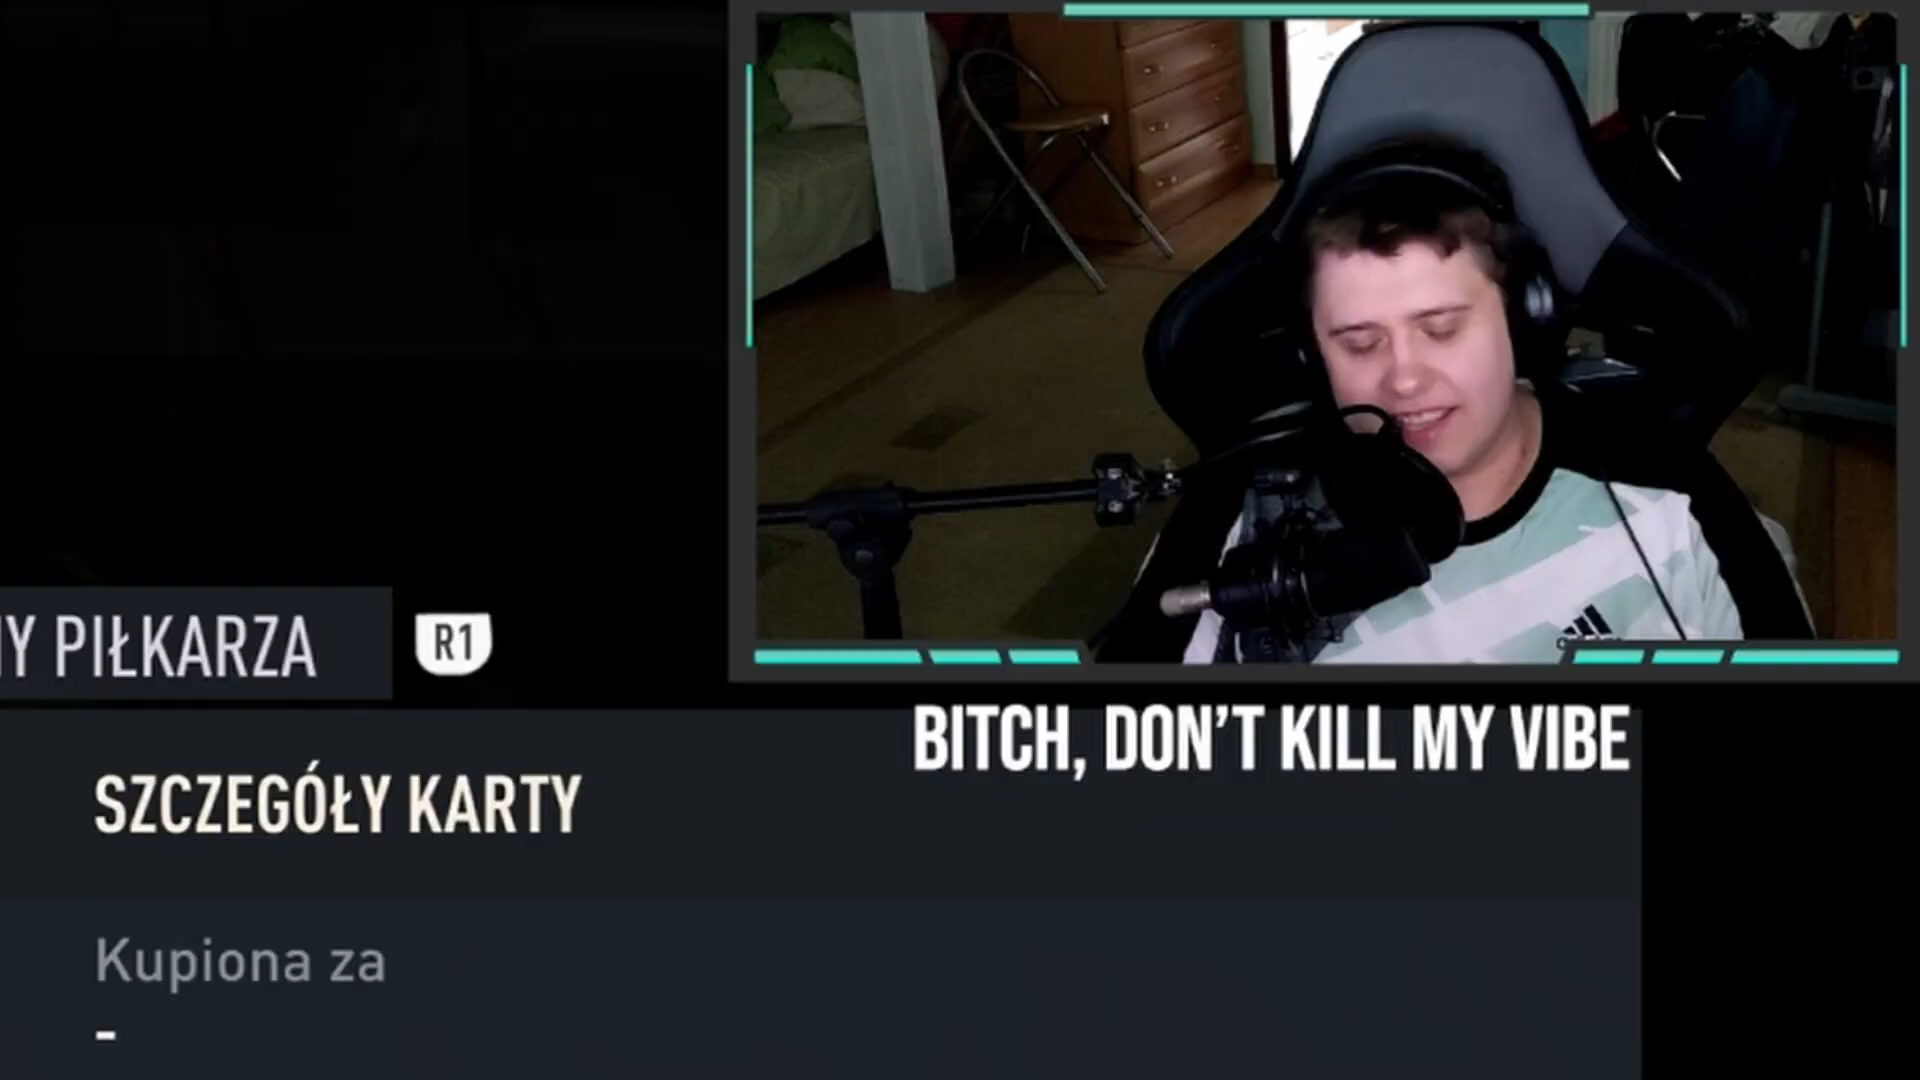 Y PIŁKARZA
R1
BITCH, DON'T KILL MY VIBE
SZCZEGÓŁY KARTY
Kupiona za
-